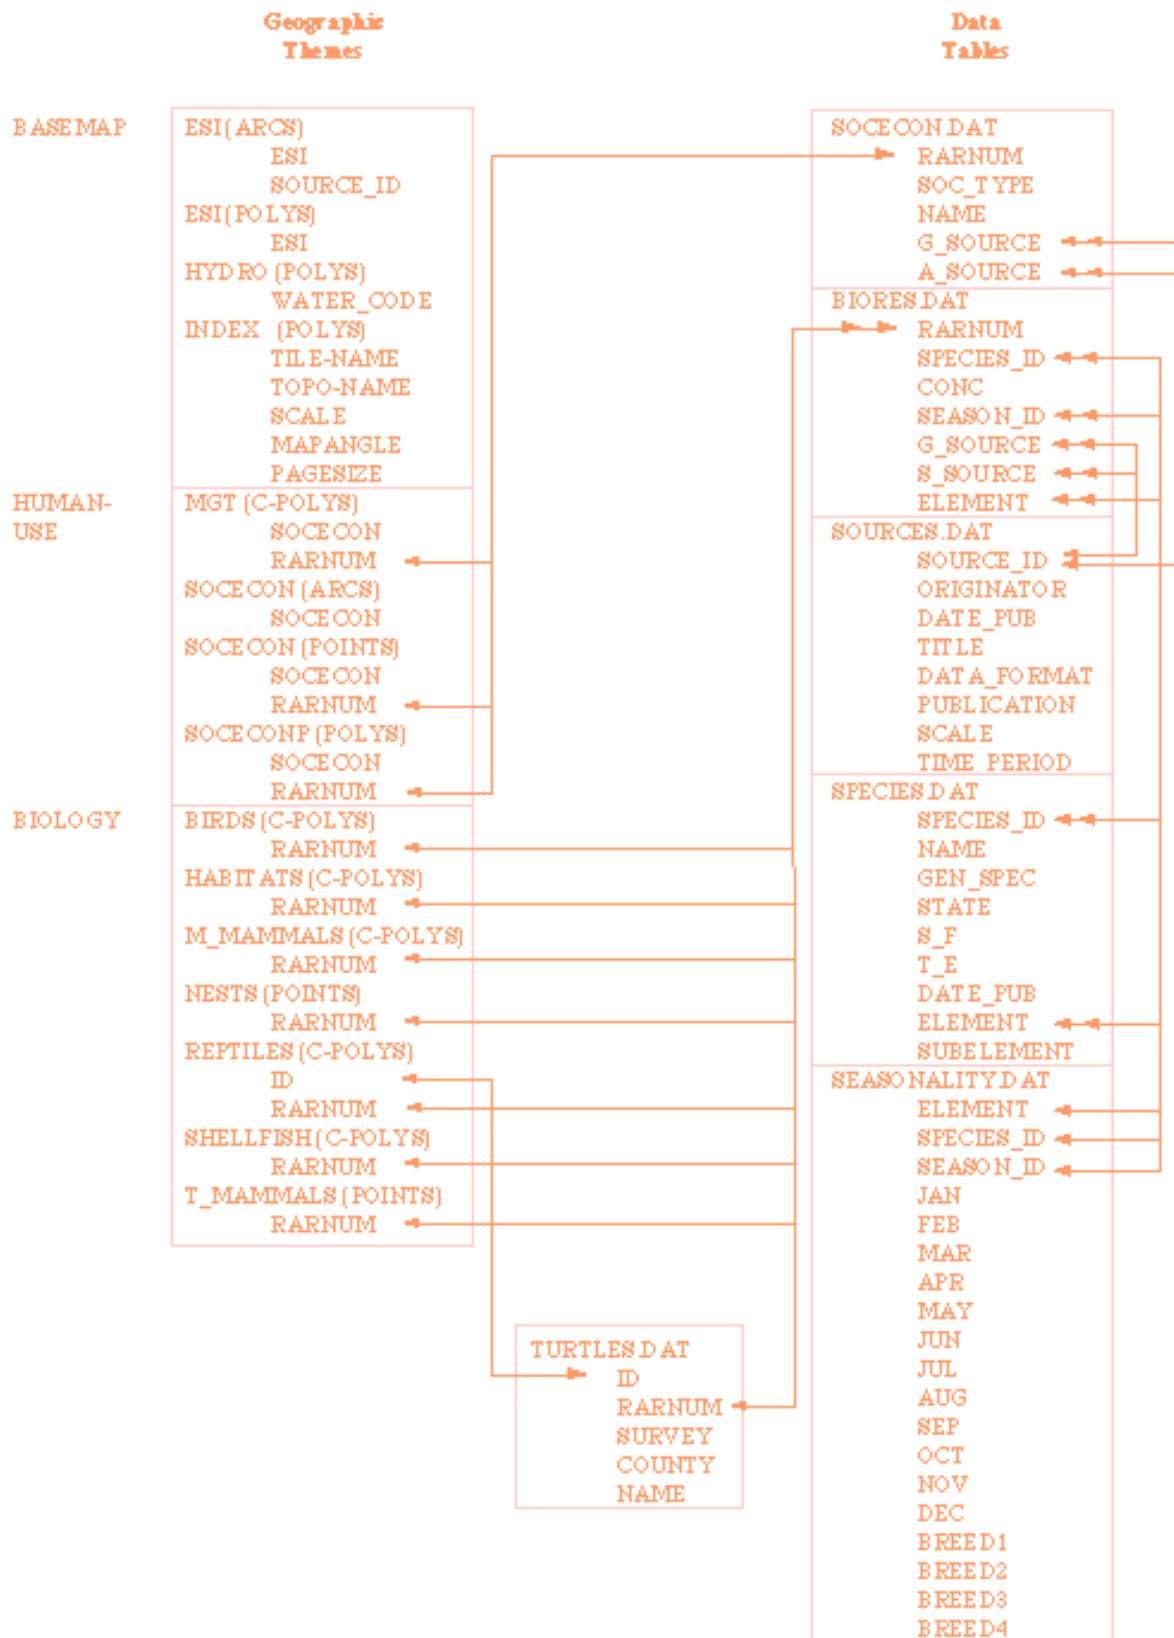 Geographic
Themes
BASEMAP
ESI(ARCS)
ESI
SOURCE_ID
ESI(POLYS)
ESI
HYDRO (POLYS)
WATER_CODE
INDEX (POLYS)
TILE-NAME
TOPO-NAME
SCALE
MAPANGLE
PAGESIZE
HUMAN-
USE
MGT (C-POLYS)
SOCECON
RARNUM
SOCECON (ARCS)
SOCECON
SOCECON (POINTS)
SOCECON
RARNUM
SOCECONP (POLYS)
SOCECON
RARNUM
BIOLOGY
BIRDS (C-POLYS)
RARNUM
HABITATS (C-POLYS)
RARNUM
M_MAMMALS (C-POLYS)
RARNUM
NESTS (POINTS)
RARNUM
REPTILES (C-POLYS)
ID
RARNUM
SHELLFISH (C-POLYS)
RARNUM
T_MAMMALS (POINTS)
RARNUM
TURTLES.DAT
ID
RARNUM
SURVEY
COUNTY
NAME
Data
Tables
SOCECON.DAT
RARNUM
SOC_TYPE
NAME
G_SOURCE
A_SOURCE
BIORES.DAT
RARNUM
SPECIES_ID
CONC
SEASON_ID
G_SOURCE
S_SOURCE
ELEMENT
SOURCES.DAT
SOURCE_ID
ORIGINATOR
DATE_PUB
TITLE
DATA_FORMAT
PUBLICATION
SCALE
TIME_PERIOD
SPECIES.DAT
SPECIES_ID
NAME
GEN_SPEC
STATE
S_F
T_E
DATE_PUB
ELEMENT
SUBELEMENT
SEASONALITY.DAT
ELEMENT
SPECIES_ID
SEASON_ID
JAN
FEB
MAR
APR
MAY
JUN
JUL
AUG
SEP
OCT
NOV
DEC
BREED1
BREED2
BREED3
BREED4